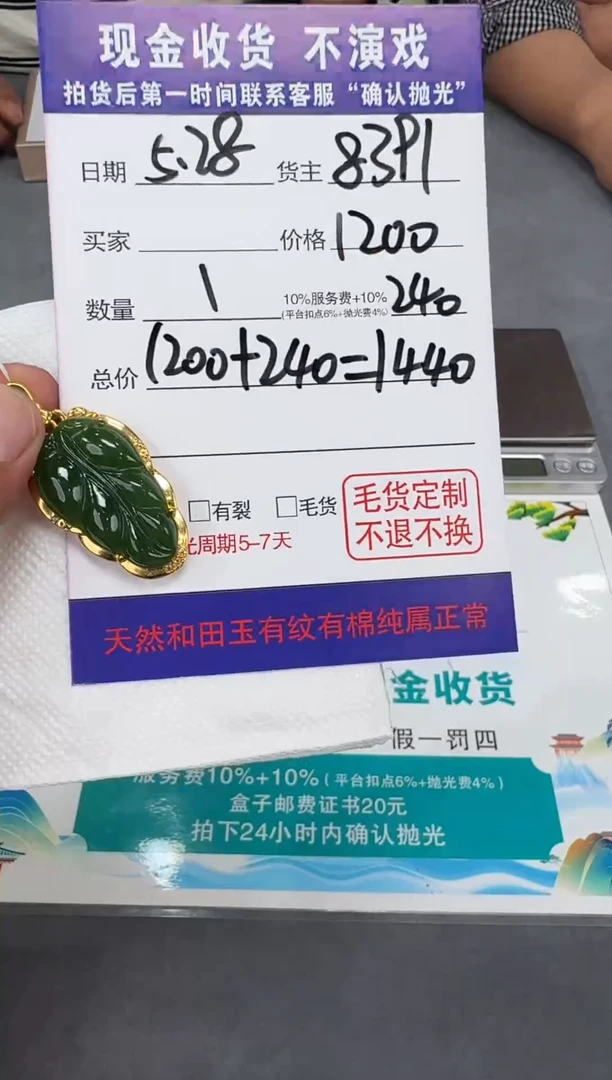 现金收货 不演戏
拍货后第一时间联系客服“确认抛光”
日期 5.28 货主 8391
买家 价格 1200
数量 1 10%服务费+10% 240
(平台扣点6%+抛光费4%)
总价 1200+240=1440
□有裂 □毛货
毛货定制
不退不换
光周期5-7天
天然和田玉有纹有棉纯属正常
金收货
假一罚四
服务费10%+10%(平台扣点6%+抛光费4%)
盒子邮费证书20元
拍下24小时内确认抛光